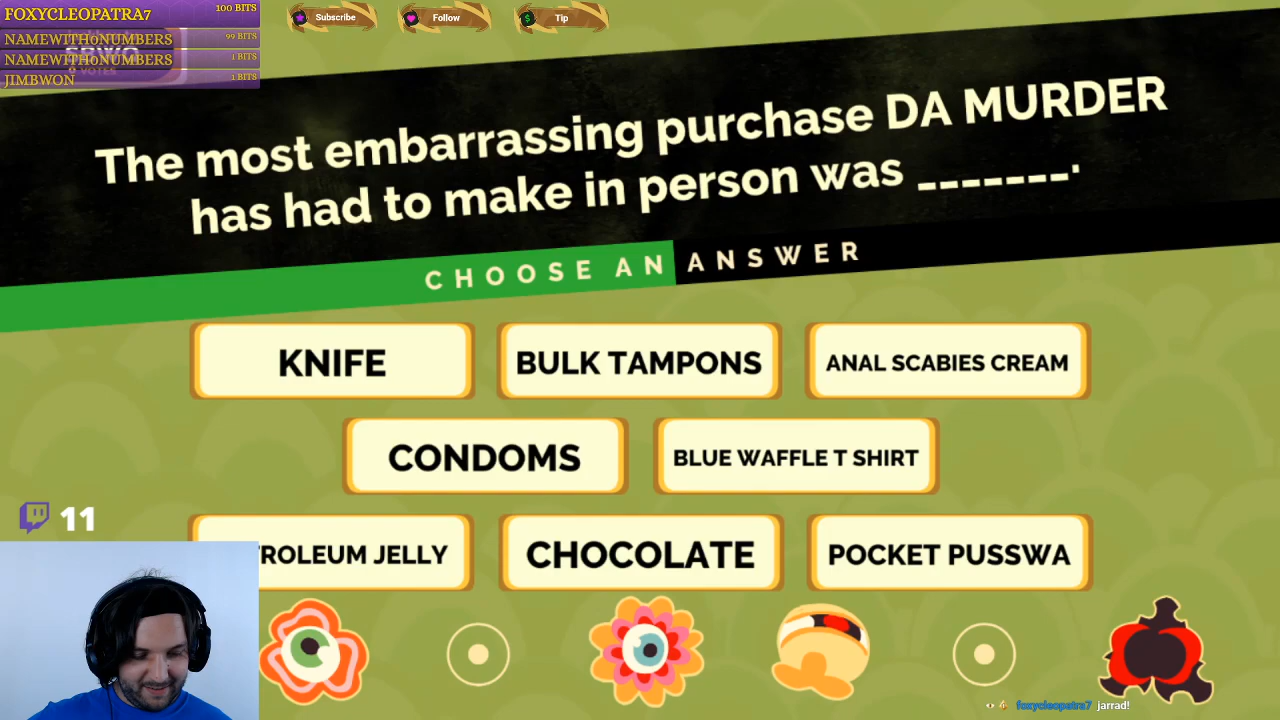 FOXYCLEOPATRA7 100 BITS
NAMEWITH0NUMBERS 99 BITS
NAMEWITH0NUMBERS 1 BITS
JIMBWON 1 BITS
Subscribe
Follow
Tip
The most embarrassing purchase DA MURDER
has had to make in person was _______.
CHOOSE AN ANSWER
KNIFE
BULK TAMPONS
ANAL SCABIES CREAM
CONDOMS
BLUE WAFFLE T SHIRT
ROLEUM JELLY
CHOCOLATE
POCKET PUSSWA
11
foxycleopatra7 jarrad!